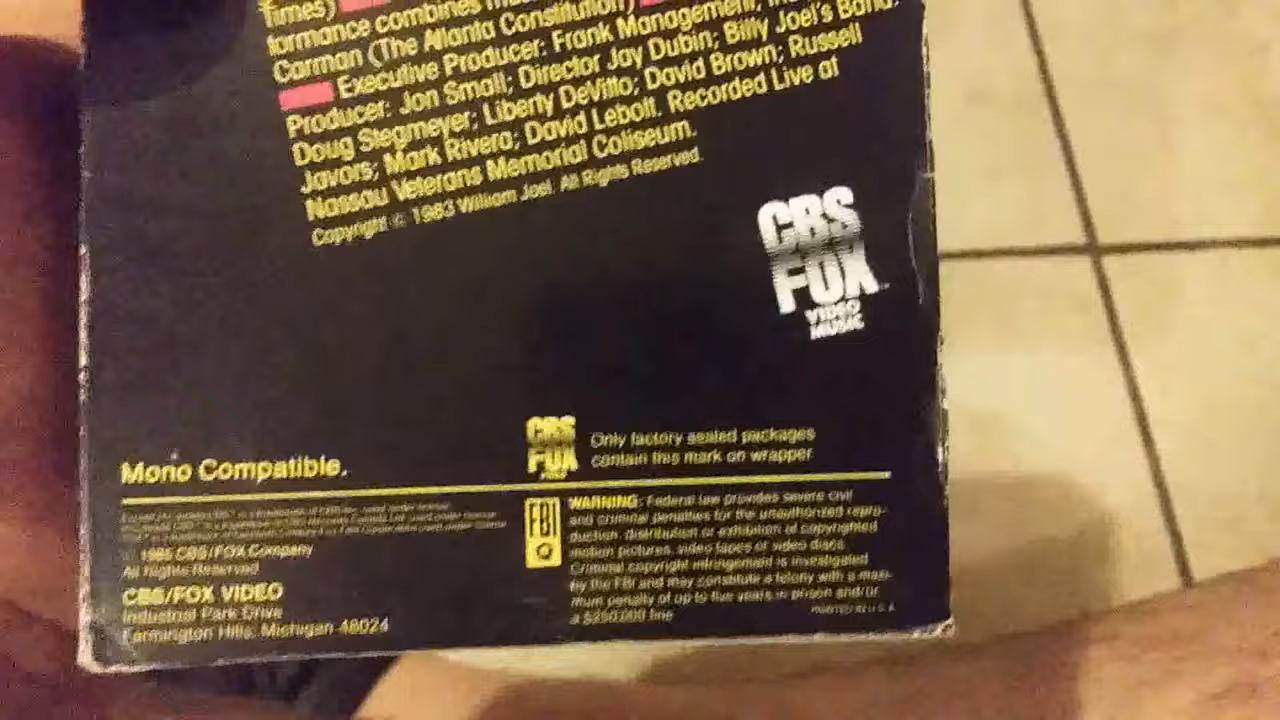 Times)
formance combines
Carman (The Atlanta Constitution)
Executive Producer: Frank Management,
Producer: Jon Small; Director Jay Dubin; Billy Joel's Band:
Doug Stegmeyer; Liberty DeVitto; David Brown; Russell
Javors; Mark Rivera; David Lebolt. Recorded Live at
Nassau Veterans Memorial Coliseum.
Copyright © 1983 William Joel. All Rights Reserved.
CBS
FOX
VIDEO
MUSIC
Mono Compatible.
CBS
FOX
Only factory sealed packages
contain this mark on wrapper
© 1985 CBS/FOX Company
All Rights Reserved
CBS/FOX VIDEO
Industrial Park Drive
Farmington Hills, Michigan 48024
FBI
WARNING: Federal law provides severe civil
and criminal penalties for the unauthorized repro-
duction, distribution or exhibition of copyrighted
motion pictures, video tapes or video discs.
Criminal copyright infringement is investigated
by the FBI and may constitute a felony with a maxi-
mum penalty of up to five years in prison and/or
a $250,000 fine
PRINTED IN U.S.A.